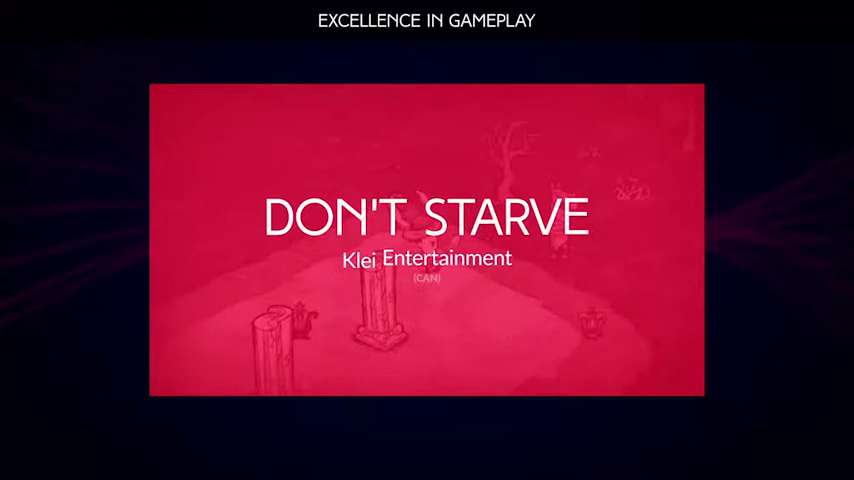 EXCELLENCE IN GAMEPLAY
DON'T STARVE
Klei Entertainment
(CAN)